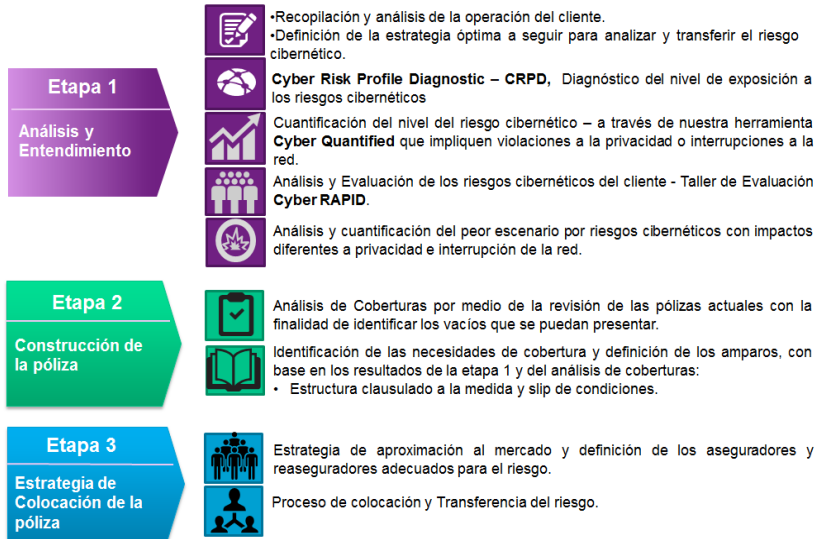 Etapa 1
Análisis y
Entendimiento
•Recopilación y análisis de la operación del cliente.
•Definición de la estrategia óptima a seguir para analizar y transferir el riesgo
cibernético.
Cyber Risk Profile Diagnostic – CRPD, Diagnóstico del nivel de exposición a
los riesgos cibernéticos
Cuantificación del nivel del riesgo cibernético – a través de nuestra herramienta
Cyber Quantified que impliquen violaciones a la privacidad o interrupciones a la
red.
Análisis y Evaluación de los riesgos cibernéticos del cliente - Taller de Evaluación
Cyber RAPID.
Análisis y cuantificación del peor escenario por riesgos cibernéticos con impactos
diferentes a privacidad e interrupción de la red.
Etapa 2
Construcción de
la póliza
Análisis de Coberturas por medio de la revisión de las pólizas actuales con la
finalidad de identificar los vacíos que se puedan presentar.
Identificación de las necesidades de cobertura y definición de los amparos, con
base en los resultados de la etapa 1 y del análisis de coberturas:
• Estructura clausulado a la medida y slip de condiciones.
Etapa 3
Estrategia de
Colocación de la
póliza
Estrategia de aproximación al mercado y definición de los aseguradores y
reaseguradores adecuados para el riesgo.
Proceso de colocación y Transferencia del riesgo.